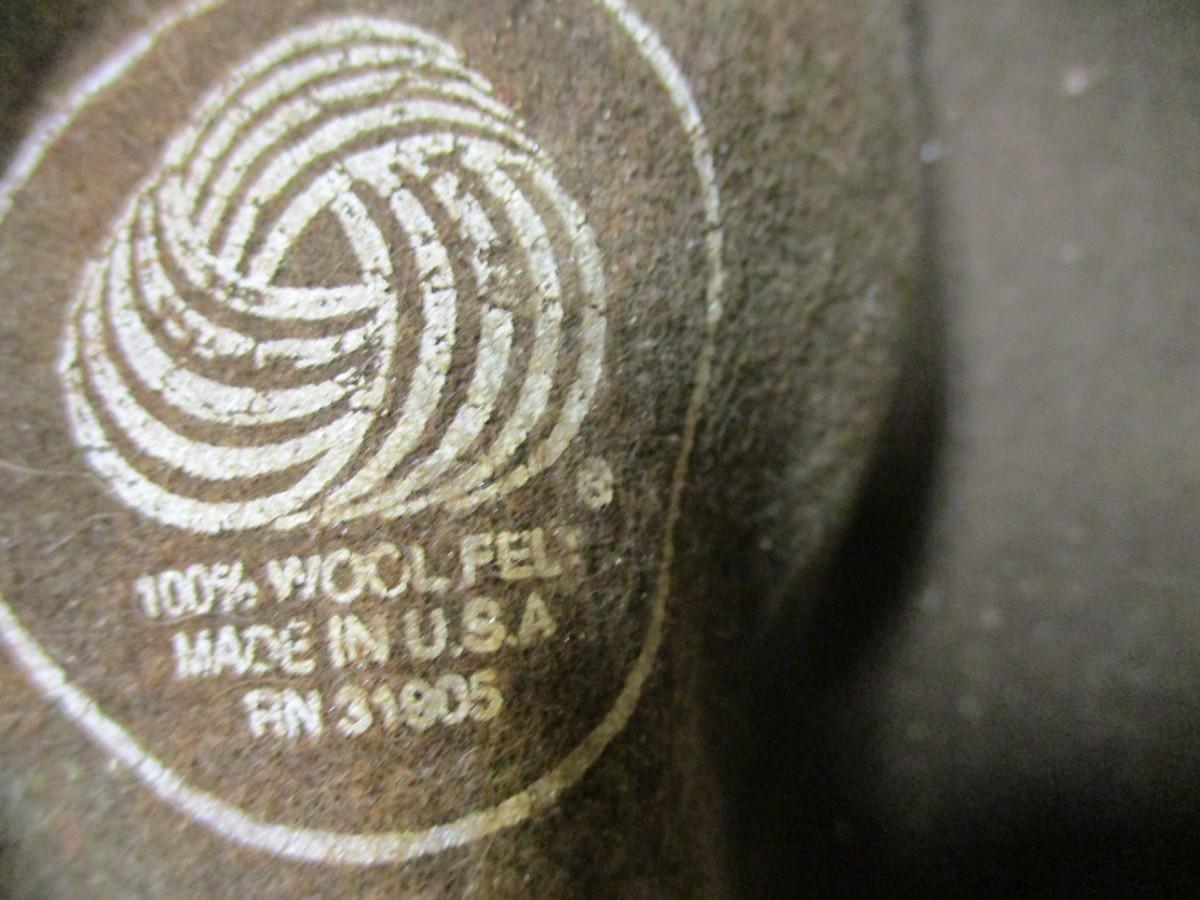 ®
100% WOOL FELT
MADE IN U.S.A
RN 31905